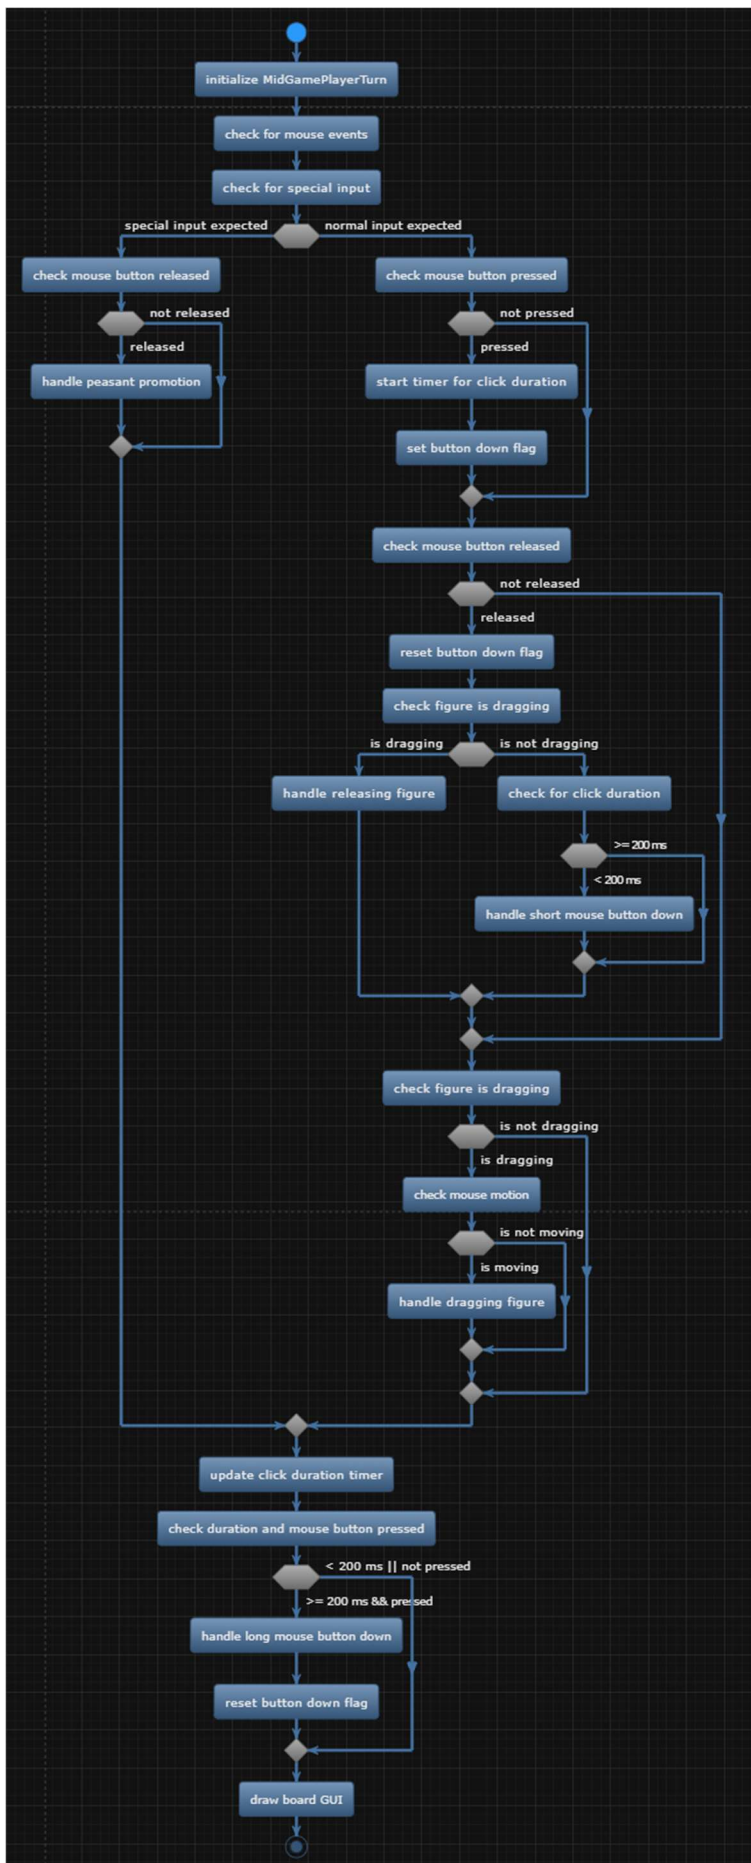 initialize MidGamePlayerTurn
check for mouse events
check for special input
special input expected
normal input expected
check mouse button released
check mouse button pressed
not released
not pressed
released
pressed
handle peasant promotion
start timer for click duration
set button down flag
check mouse button released
not released
released
reset button down flag
check figure is dragging
is dragging
is not dragging
handle releasing figure
check for click duration
>= 200 ms
< 200 ms
handle short mouse button down
check figure is dragging
is not dragging
is dragging
check mouse motion
is not moving
is moving
handle dragging figure
update click duration timer
check duration and mouse button pressed
< 200 ms || not pressed
>= 200 ms && pressed
handle long mouse button down
reset button down flag
draw board GUI